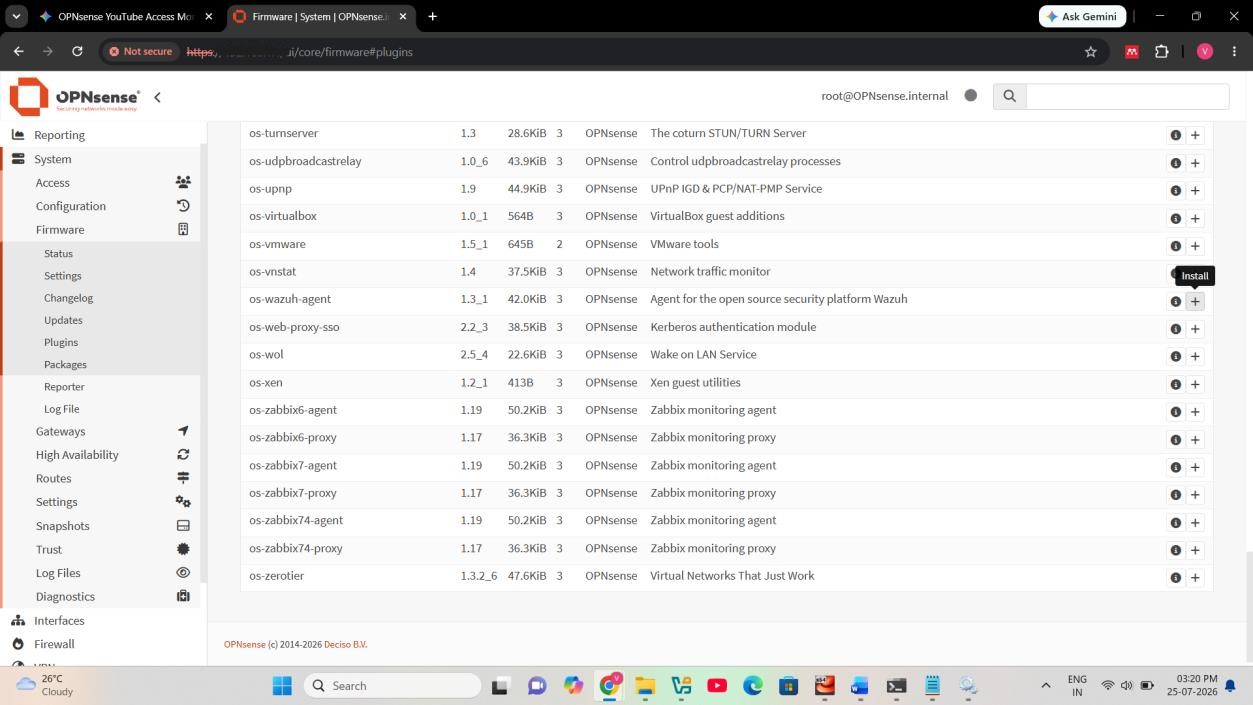 OPNsense YouTube Access Mo
Firmware | System | OPNsense.i
Ask Gemini
Not secure
https:
ui/core/firmware#plugins
V
OPNsense®
Securing networks made easy
root@OPNsense.internal
Reporting
System
Access
Configuration
Firmware
Status
Settings
Changelog
Updates
Plugins
Packages
Reporter
Log File
Gateways
High Availability
Routes
Settings
Snapshots
Trust
Log Files
Diagnostics
Interfaces
Firewall
VPN
os-turnserver 1.3 28.6KiB 3 OPNsense The coturn STUN/TURN Server
os-udpbroadcastrelay 1.0_6 43.9KiB 3 OPNsense Control udpbroadcastrelay processes
os-upnp 1.9 44.9KiB 3 OPNsense UPnP IGD & PCP/NAT-PMP Service
os-virtualbox 1.0_1 564B 3 OPNsense VirtualBox guest additions
os-vmware 1.5_1 645B 2 OPNsense VMware tools
os-vnstat 1.4 37.5KiB 3 OPNsense Network traffic monitor
Install
os-wazuh-agent 1.3_1 42.0KiB 3 OPNsense Agent for the open source security platform Wazuh
os-web-proxy-sso 2.2_3 38.5KiB 3 OPNsense Kerberos authentication module
os-wol 2.5_4 22.6KiB 3 OPNsense Wake on LAN Service
os-xen 1.2_1 413B 3 OPNsense Xen guest utilities
os-zabbix6-agent 1.19 50.2KiB 3 OPNsense Zabbix monitoring agent
os-zabbix6-proxy 1.17 36.3KiB 3 OPNsense Zabbix monitoring proxy
os-zabbix7-agent 1.19 50.2KiB 3 OPNsense Zabbix monitoring agent
os-zabbix7-proxy 1.17 36.3KiB 3 OPNsense Zabbix monitoring proxy
os-zabbix74-agent 1.19 50.2KiB 3 OPNsense Zabbix monitoring agent
os-zabbix74-proxy 1.17 36.3KiB 3 OPNsense Zabbix monitoring proxy
os-zerotier 1.3.2_6 47.6KiB 3 OPNsense Virtual Networks That Just Work
OPNsense (c) 2014-2026 Deciso B.V.
26°C
Cloudy
Search
ENG
IN
03:20 PM
25-07-2026